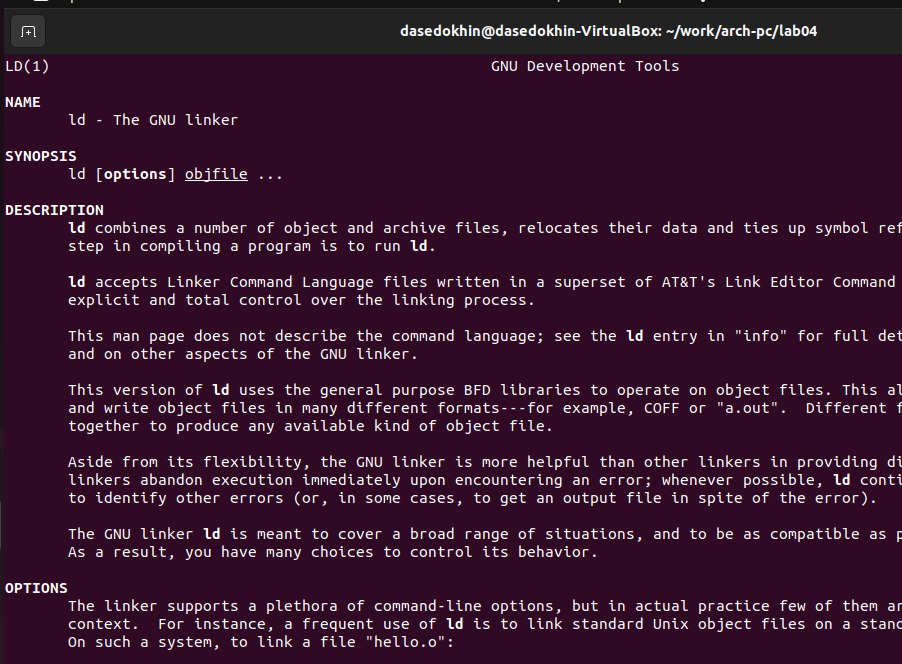 dasedokhin@dasedokhin-VirtualBox: ~/work/arch-pc/lab04
LD(1) GNU Development Tools
NAME
ld - The GNU linker
SYNOPSIS
ld [options] objfile ...
DESCRIPTION
ld combines a number of object and archive files, relocates their data and ties up symbol ref
step in compiling a program is to run ld.
ld accepts Linker Command Language files written in a superset of AT&T's Link Editor Command
explicit and total control over the linking process.
This man page does not describe the command language; see the ld entry in "info" for full det
and on other aspects of the GNU linker.
This version of ld uses the general purpose BFD libraries to operate on object files. This al
and write object files in many different formats---for example, COFF or "a.out".  Different f
together to produce any available kind of object file.
Aside from its flexibility, the GNU linker is more helpful than other linkers in providing di
linkers abandon execution immediately upon encountering an error; whenever possible, ld conti
to identify other errors (or, in some cases, to get an output file in spite of the error).
The GNU linker ld is meant to cover a broad range of situations, and to be as compatible as p
As a result, you have many choices to control its behavior.
OPTIONS
The linker supports a plethora of command-line options, but in actual practice few of them ar
context.  For instance, a frequent use of ld is to link standard Unix object files on a stand
On such a system, to link a file "hello.o":